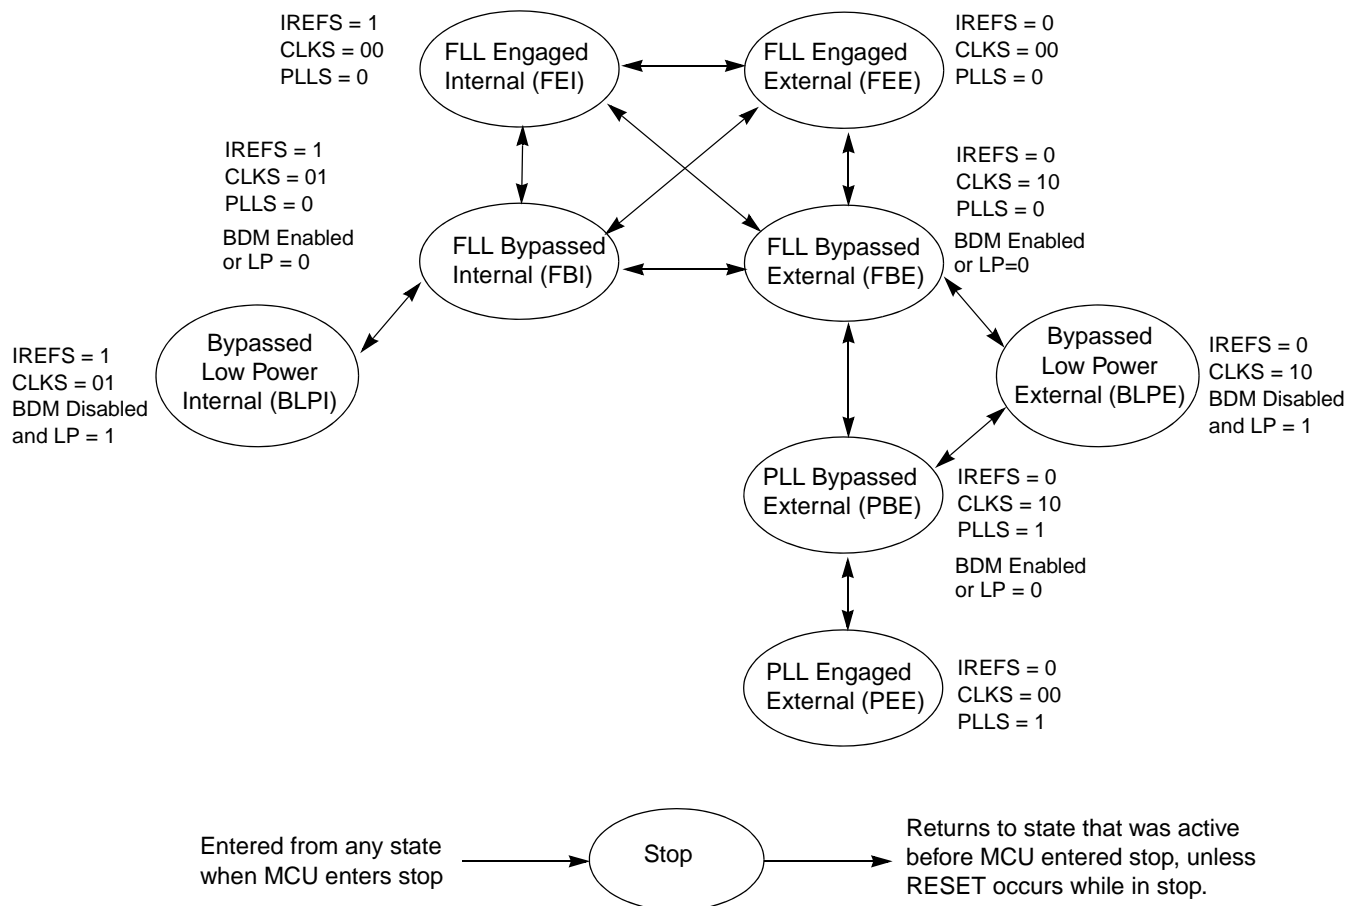 IREFS = 1
CLKS = 00
PLLS = 0
FLL Engaged
Internal (FEI)
FLL Engaged
External (FEE)
IREFS = 0
CLKS = 00
PLLS = 0
IREFS = 1
CLKS = 01
PLLS = 0
BDM Enabled
or LP = 0
FLL Bypassed
Internal (FBI)
FLL Bypassed
External (FBE)
IREFS = 0
CLKS = 10
PLLS = 0
BDM Enabled
or LP=0
IREFS = 1
CLKS = 01
BDM Disabled
and LP = 1
Bypassed
Low Power
Internal (BLPI)
Bypassed
Low Power
External (BLPE)
IREFS = 0
CLKS = 10
BDM Disabled
and LP = 1
PLL Bypassed
External (PBE)
IREFS = 0
CLKS = 10
PLLS = 1
BDM Enabled
or LP = 0
PLL Engaged
External (PEE)
IREFS = 0
CLKS = 00
PLLS = 1
Entered from any state
when MCU enters stop
Stop
Returns to state that was active
before MCU entered stop, unless
RESET occurs while in stop.